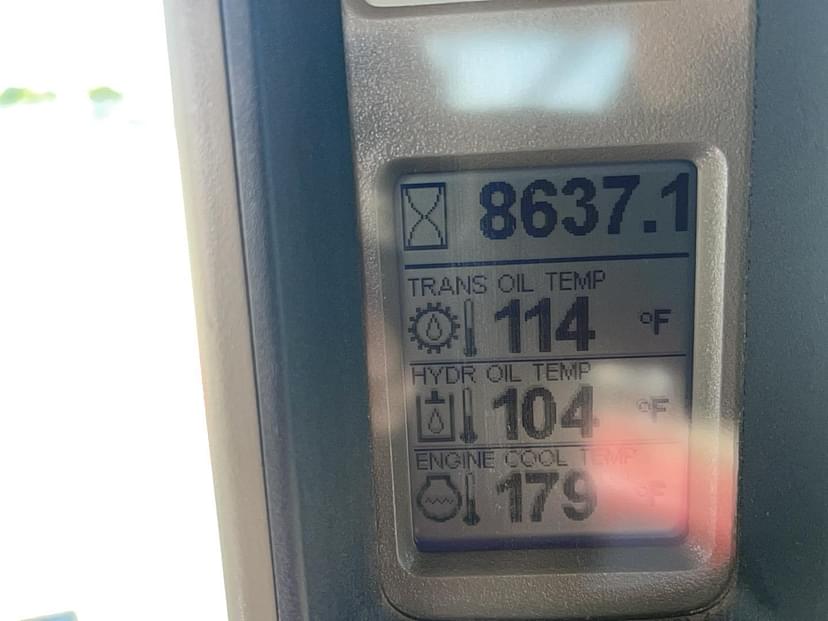 8637.1
TRANS OIL TEMP
114 °F
HYDR OIL TEMP
104 °F
ENGINE COOL TEMP
179 °F